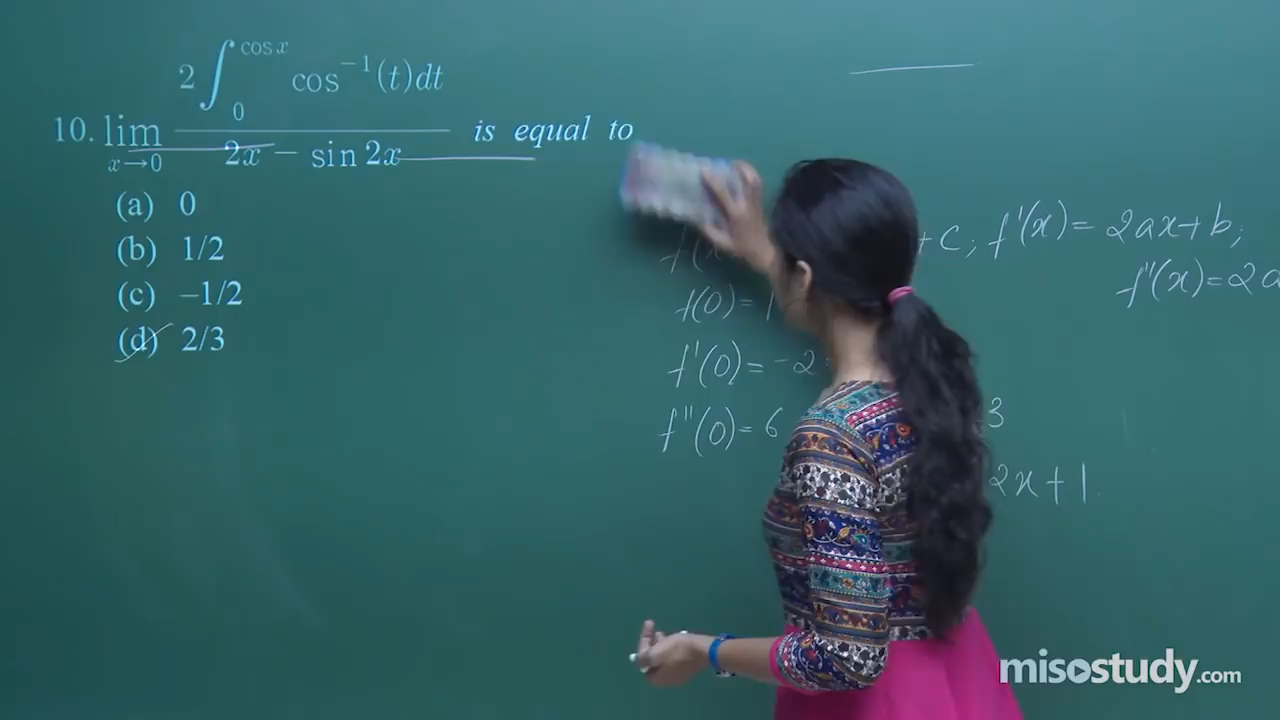 10. lim x→0 2∫₀^cos x cos⁻¹(t)dt / 2x − sin 2x is equal to
(a) 0
(b) 1/2
(c) −1/2
(d) 2/3
+ c, f'(x) = 2ax + b;
f''(x) = 2a
f(0) = 1
f'(0) = -2
f''(0) = 6
3
2x + 1
misostudy.com